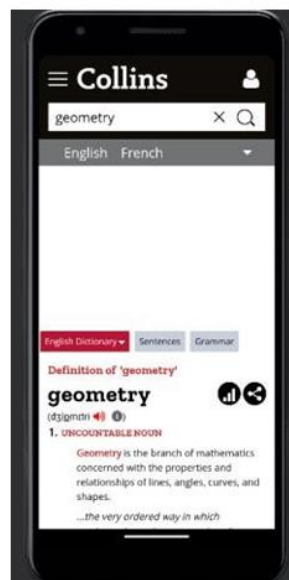 Collins
geometry
English French
English Dictionary Sentences Grammar
Definition of 'geometry'
geometry
(dʒiɒmɪtri)
1. UNCOUNTABLE NOUN
Geometry is the branch of mathematics
concerned with the properties and
relationships of lines, angles, curves, and
shapes.
...the very ordered way in which